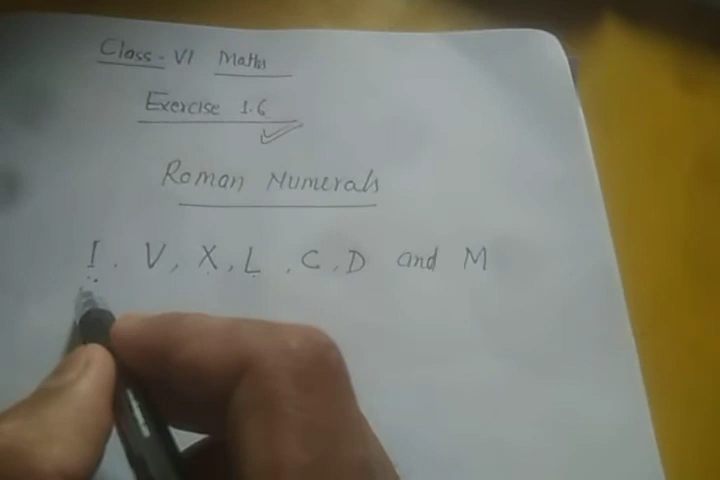 Class - VI Maths
Exercise 1.6
Roman Numerals
I, V, X, L, C, D and M